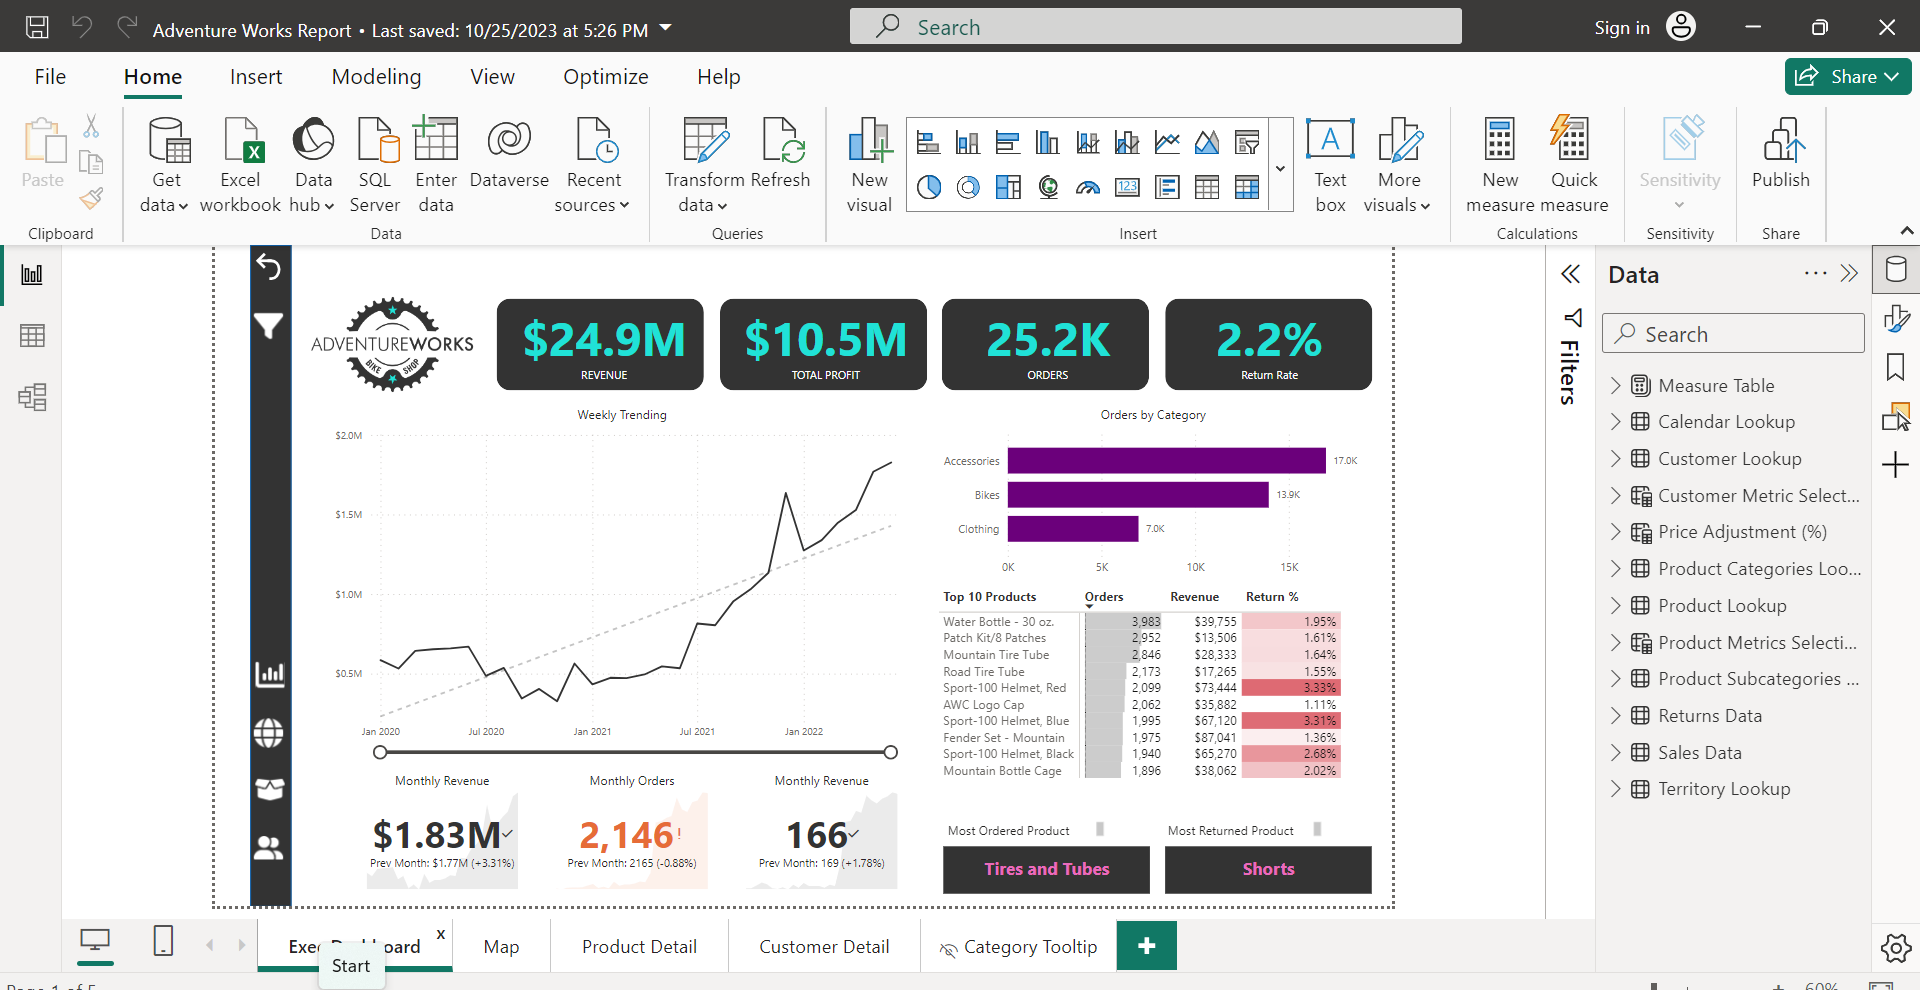 Adventure Works Report • Last saved: 10/25/2023 at 5:26 PM
Search
Sign in
File Home Insert Modeling View Optimize Help
Share
Paste
Get data
Excel workbook
Data hub
SQL Server
Enter data
Dataverse
Recent sources
Transform data
Refresh
New visual
123
A
Text box
More visuals
New measure
Quick measure
Sensitivity
Publish
Clipboard
Data
Queries
Insert
Calculations
Sensitivity
Share
ADVENTUREWORKS
BIKE SHOP
$24.9M
REVENUE
$10.5M
TOTAL PROFIT
25.2K
ORDERS
2.2%
Return Rate
Weekly Trending
$2.0M
$1.5M
$1.0M
$0.5M
Jan 2020 Jul 2020 Jan 2021 Jul 2021 Jan 2022
Orders by Category
Accessories 17.0K
Bikes 13.9K
Clothing 7.0K
0K 5K 10K 15K
Top 10 Products Orders Revenue Return %
Water Bottle - 30 oz. 3,983 $39,755 1.95%
Patch Kit/8 Patches 2,952 $13,506 1.61%
Mountain Tire Tube 2,846 $28,333 1.64%
Road Tire Tube 2,173 $17,265 1.55%
Sport-100 Helmet, Red 2,099 $73,444 3.33%
AWC Logo Cap 2,062 $35,882 1.11%
Sport-100 Helmet, Blue 1,995 $67,120 3.31%
Fender Set - Mountain 1,975 $87,041 1.36%
Sport-100 Helmet, Black 1,940 $65,270 2.68%
Mountain Bottle Cage 1,896 $38,062 2.02%
Monthly Revenue
$1.83M
Prev Month: $1.77M (+3.31%)
Monthly Orders
2,146!
Prev Month: 2165 (-0.88%)
Monthly Revenue
166
Prev Month: 169 (+1.78%)
Most Ordered Product
Tires and Tubes
Most Returned Product
Shorts
Filters
Data
Search
Measure Table
Calendar Lookup
Customer Lookup
Customer Metric Select...
Price Adjustment (%)
Product Categories Loo...
Product Lookup
Product Metrics Selecti...
Product Subcategories ...
Returns Data
Sales Data
Territory Lookup
x
Map
Product Detail
Customer Detail
Category Tooltip
+
Start
Page 1 of 5
60%